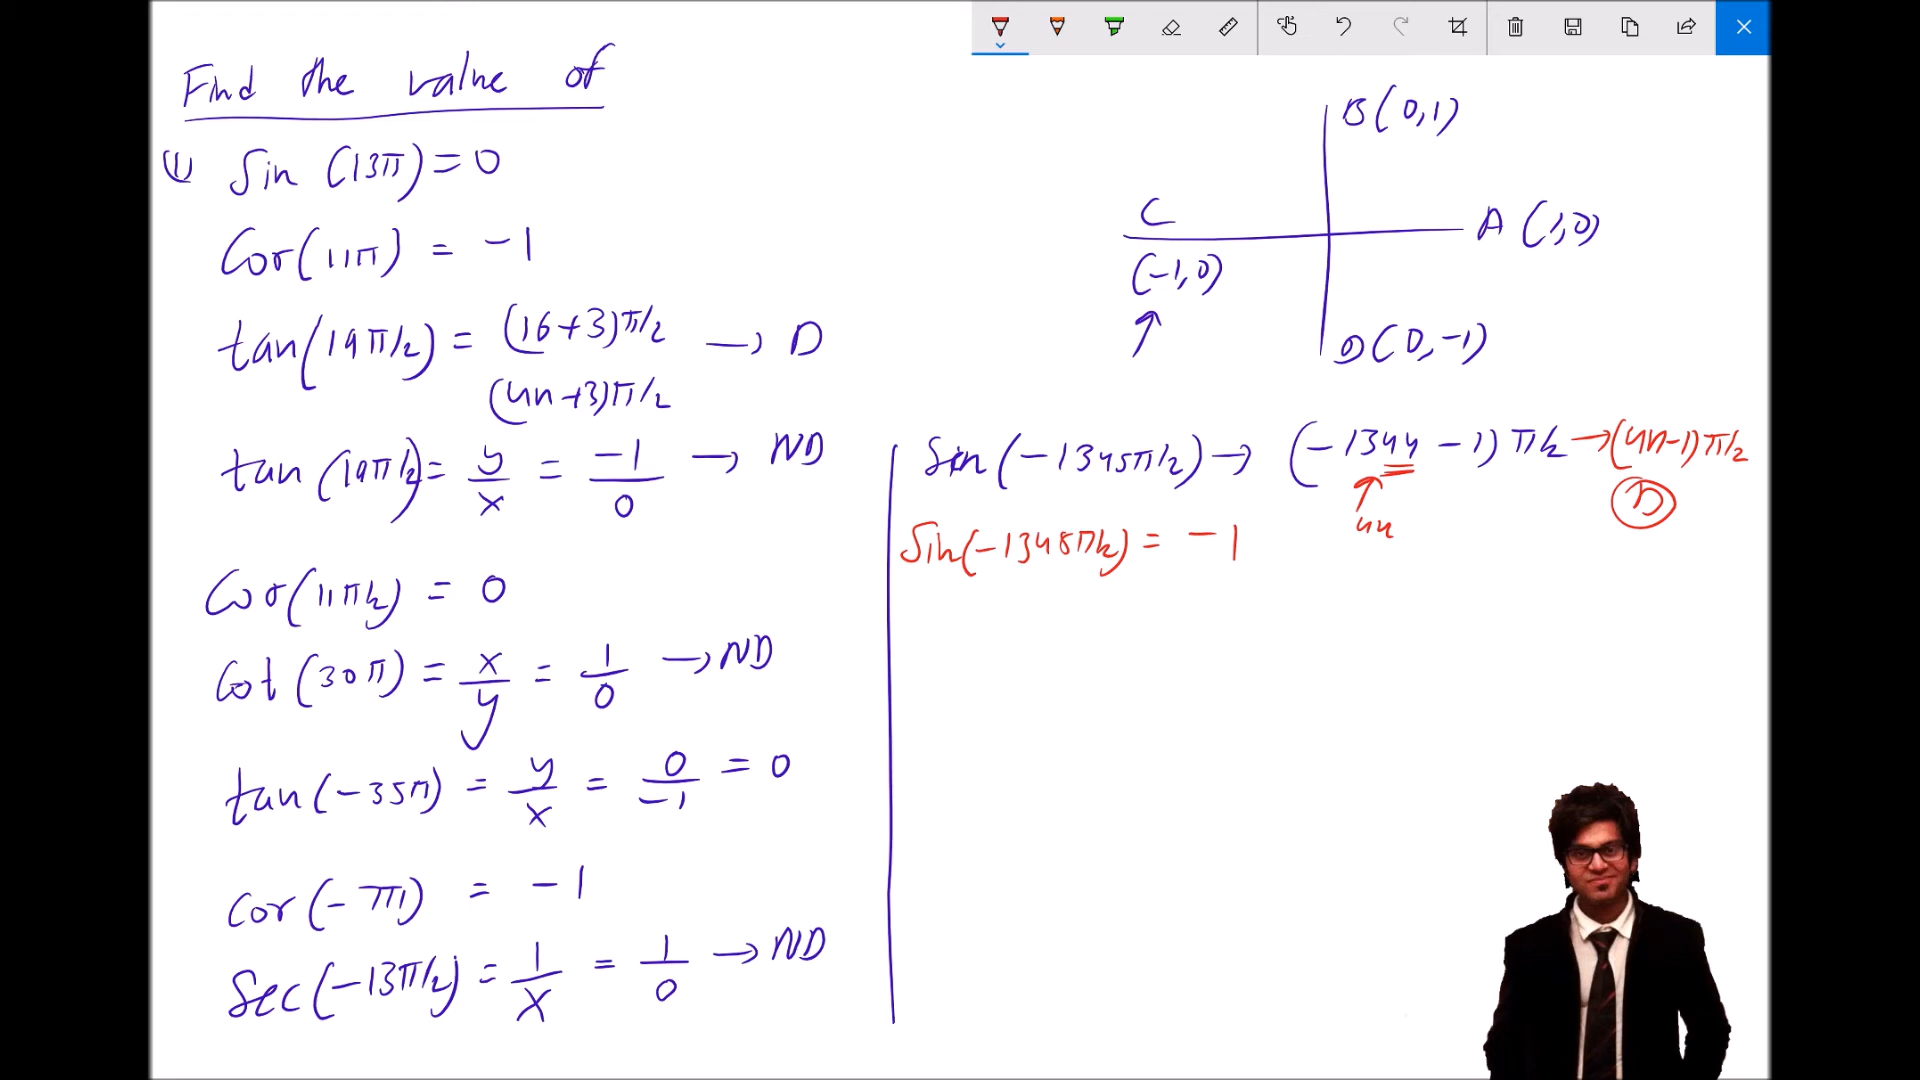 Find the value of
(1) Sin (13π) = 0
Cos(11π) = -1
tan(19π/2) = (16+3)π/2 → D
(4n+3)π/2
tan(19π/2) = y/x = -1/0 → ND
Cos(11π/2) = 0
Cot(30π) = x/y = 1/0 → ND
tan(-35π) = y/x = 0/-1 = 0
Cos(-7π) = -1
Sec(-13π/2) = 1/x = 1/0 → ND
B(0,1)
C
A(1,0)
(-1,0)
D(0,-1)
Sin(-1345π/2) → (-1344-1)π/2 → (4n-1)π/2
4n
D
Sin(-1345π/2) = -1